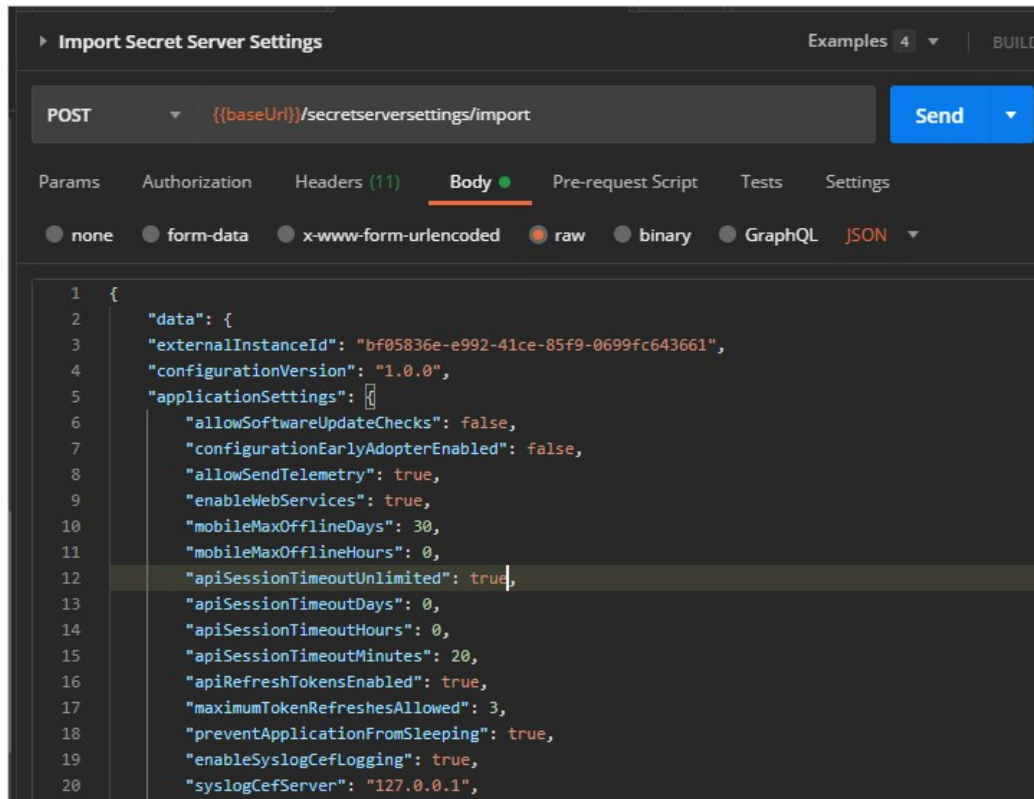 Import Secret Server Settings Examples 4 BUILD
POST {{baseUrl}}/secretserversettings/import Send
Params Authorization Headers (11) Body Pre-request Script Tests Settings
none form-data x-www-form-urlencoded raw binary GraphQL JSON
1 {
2 "data": {
3 "externalInstanceId": "bf05836e-e992-41ce-85f9-0699fc643661",
4 "configurationVersion": "1.0.0",
5 "applicationSettings": {
6 "allowSoftwareUpdateChecks": false,
7 "configurationEarlyAdopterEnabled": false,
8 "allowSendTelemetry": true,
9 "enableWebServices": true,
10 "mobileMaxOfflineDays": 30,
11 "mobileMaxOfflineHours": 0,
12 "apiSessionTimeoutUnlimited": true,
13 "apiSessionTimeoutDays": 0,
14 "apiSessionTimeoutHours": 0,
15 "apiSessionTimeoutMinutes": 20,
16 "apiRefreshTokensEnabled": true,
17 "maximumTokenRefreshesAllowed": 3,
18 "preventApplicationFromSleeping": true,
19 "enableSyslogCefLogging": true,
20 "syslogCefServer": "127.0.0.1",